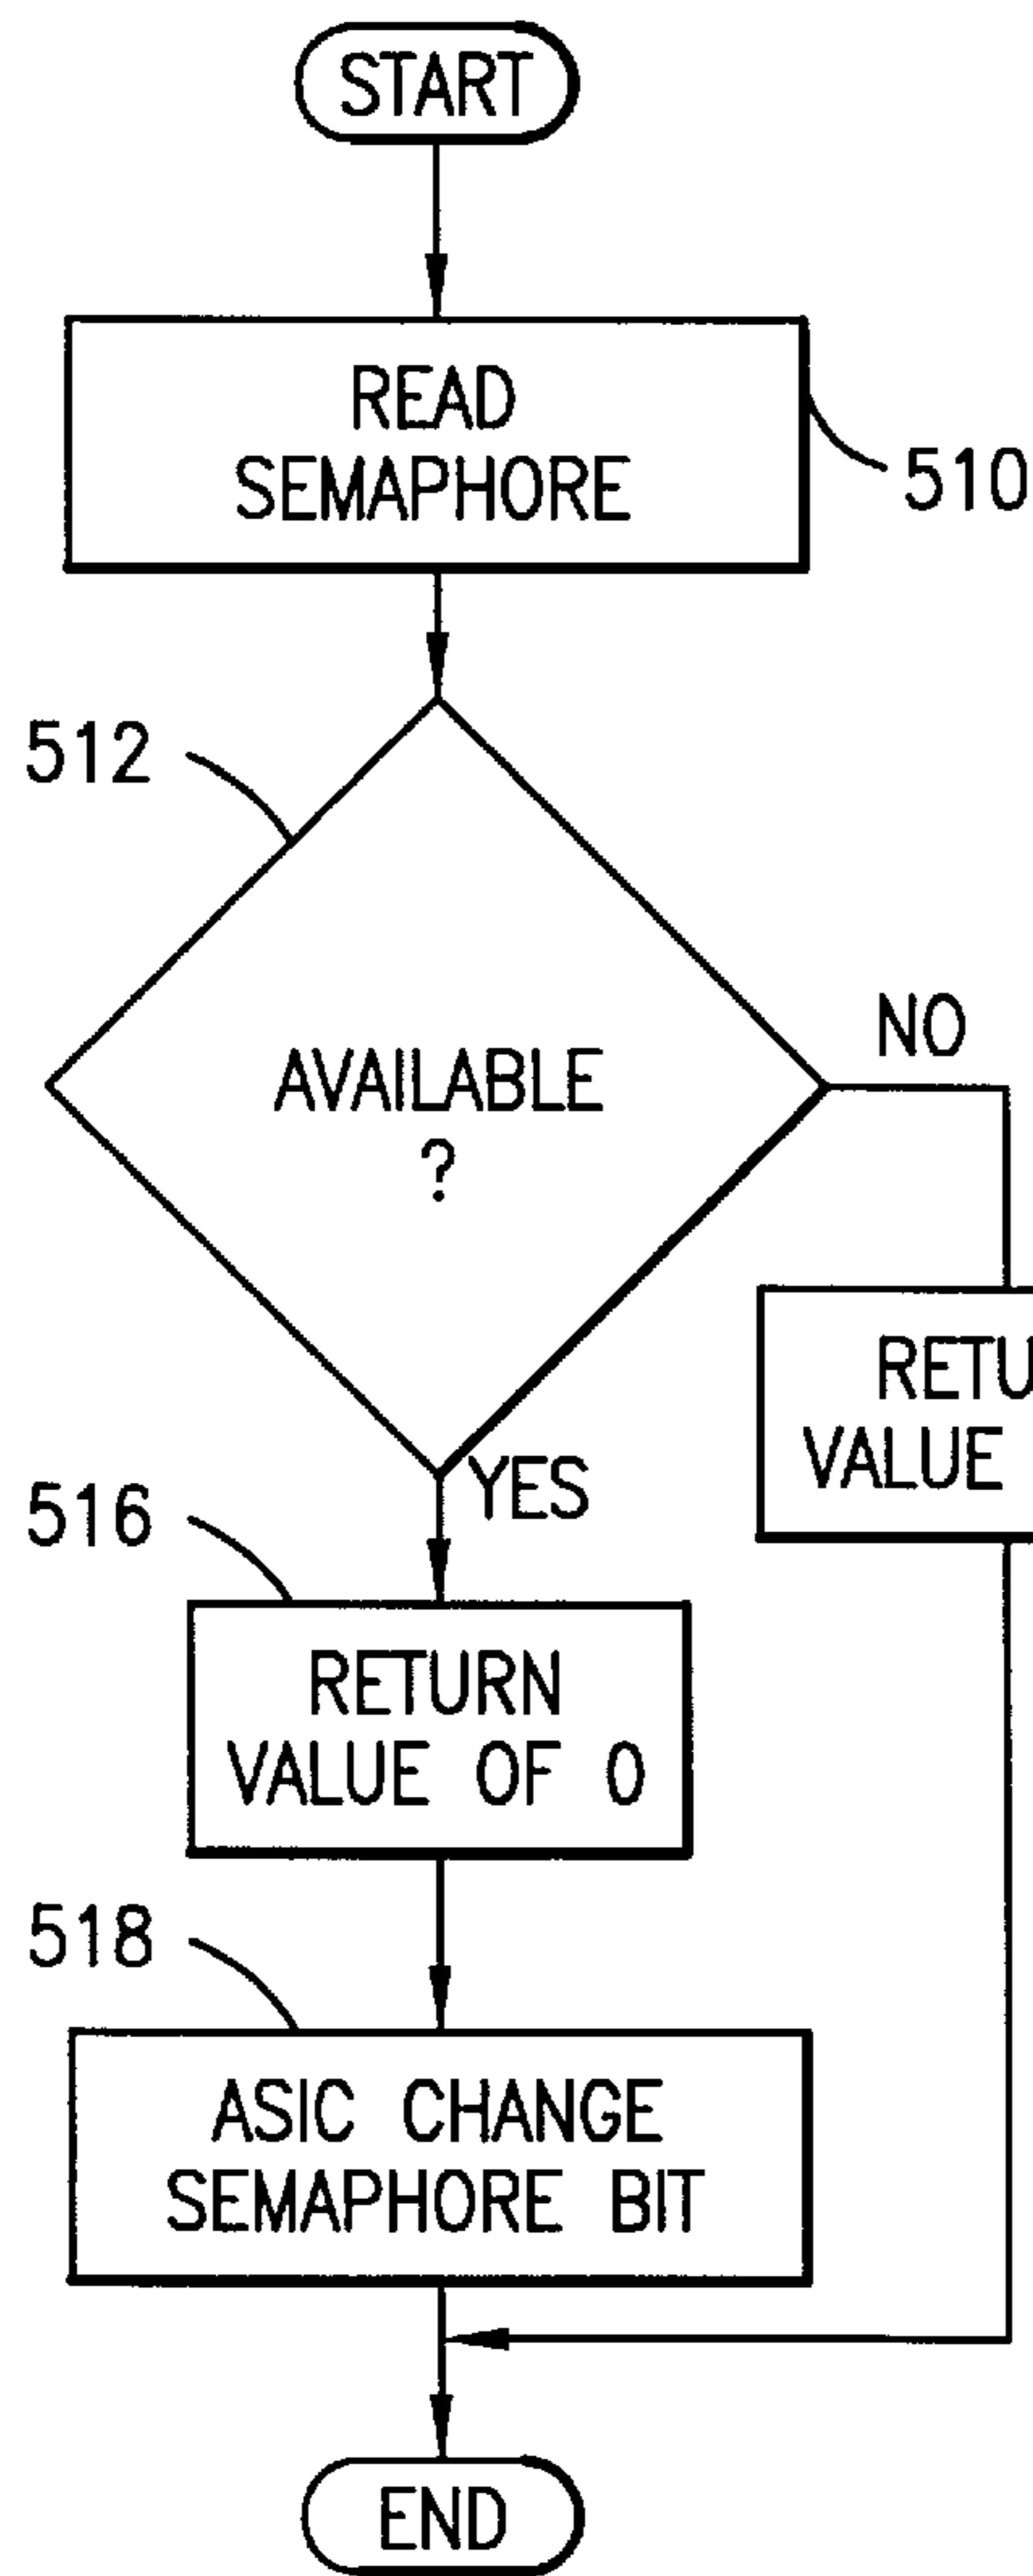 START
READ
SEMAPHORE
510
512
AVAILABLE
?
NO
VALUE
YES
516
RETURN
VALUE OF 0
518
ASIC CHANGE
SEMAPHORE BIT
END